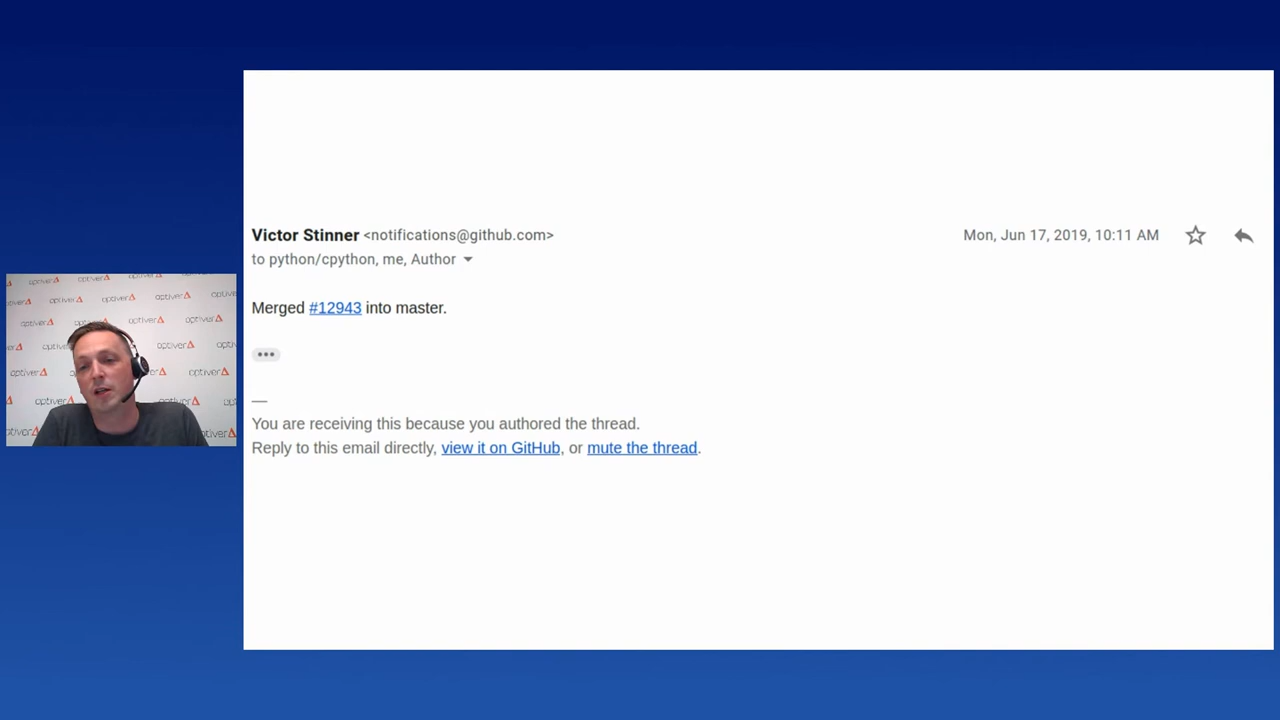 Victor Stinner <notifications@github.com>
Mon, Jun 17, 2019, 10:11 AM
to python/cpython, me, Author
Merged #12943 into master.
•••
—
You are receiving this because you authored the thread.
Reply to this email directly, view it on GitHub, or mute the thread.
optiver